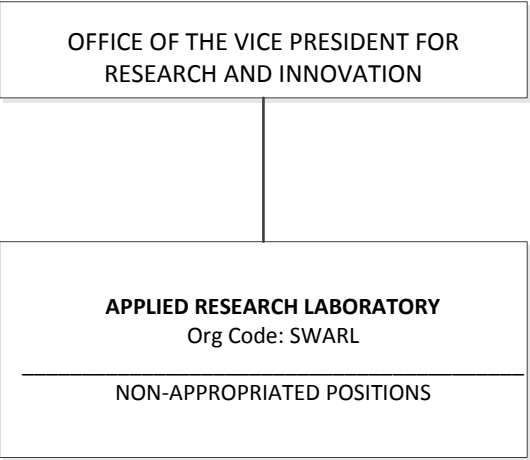 OFFICE OF THE VICE PRESIDENT FOR
RESEARCH AND INNOVATION
APPLIED RESEARCH LABORATORY
Org Code: SWARL
NON-APPROPRIATED POSITIONS